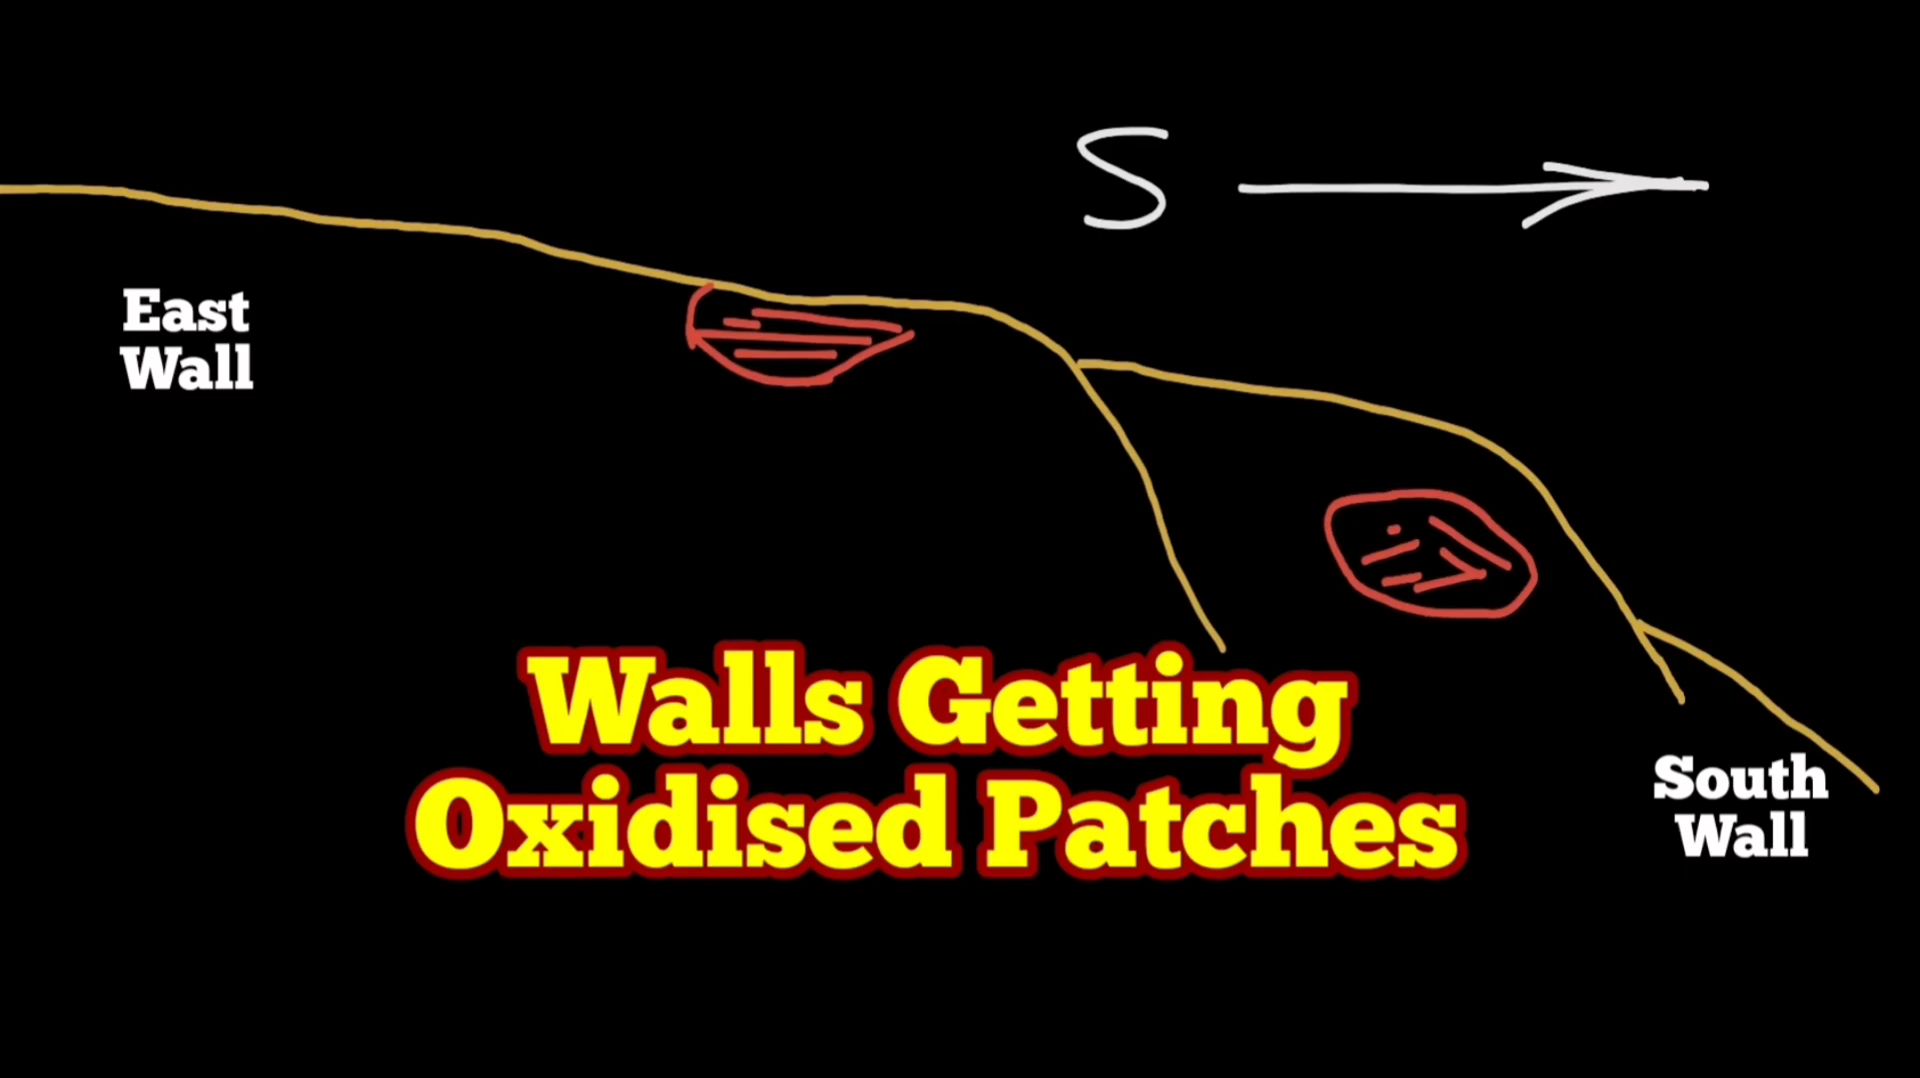 S
East
Wall
Walls Getting
Oxidised Patches
South
Wall